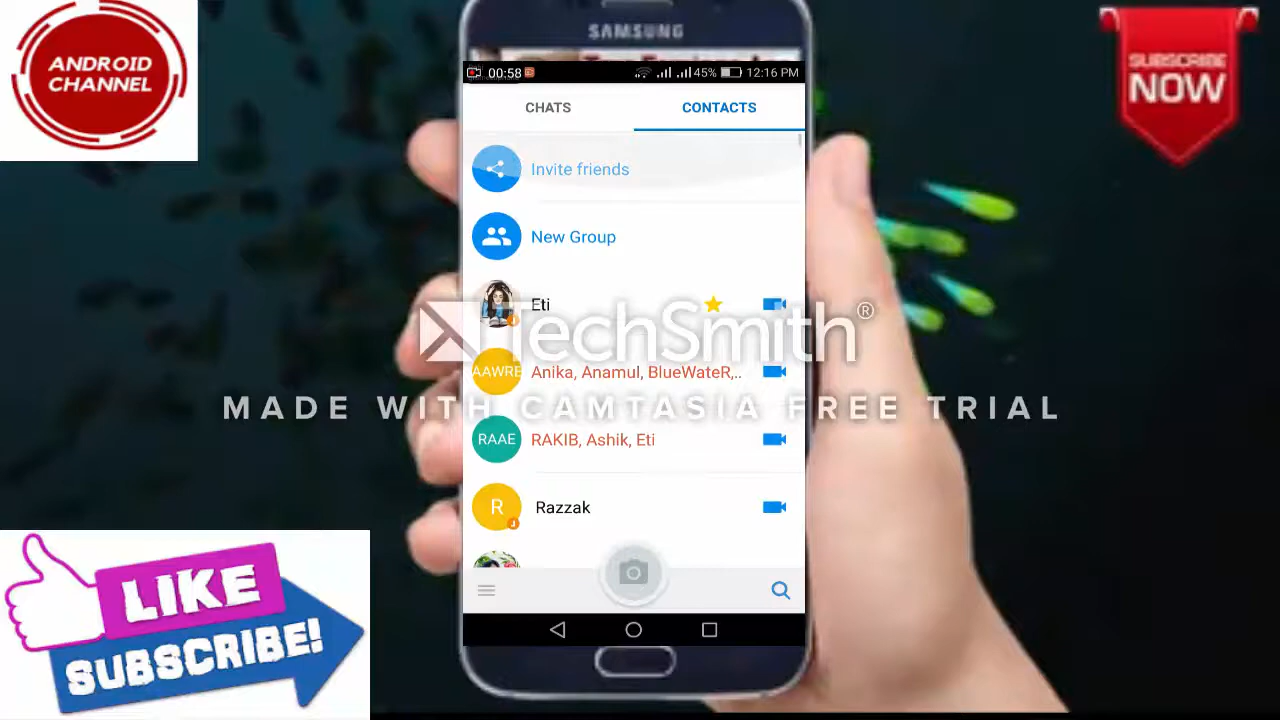 ANDROID
CHANNEL
SUBSCRIBE
NOW
SAMSUNG
00:58
45%
12:16 PM
CHATS
CONTACTS
Invite friends
New Group
Eti
TechSmith®
AAWRE
Anika, Anamul, BlueWateR,..
MADE WITH CAMTASIA FREE TRIAL
RAAE
RAKIB, Ashik, Eti
R
Razzak
LIKE
SUBSCRIBE!